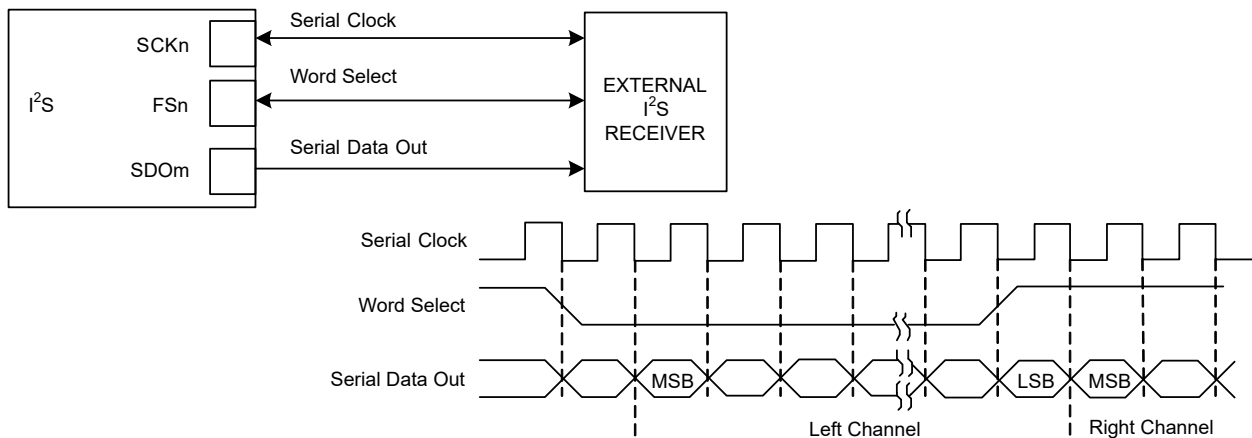 Serial Clock
SCKn
Word Select
I²S
FSn
EXTERNAL
I²S
RECEIVER
Serial Data Out
SDOm
Serial Clock
Word Select
Serial Data Out
MSB
LSB
MSB
Left Channel
Right Channel